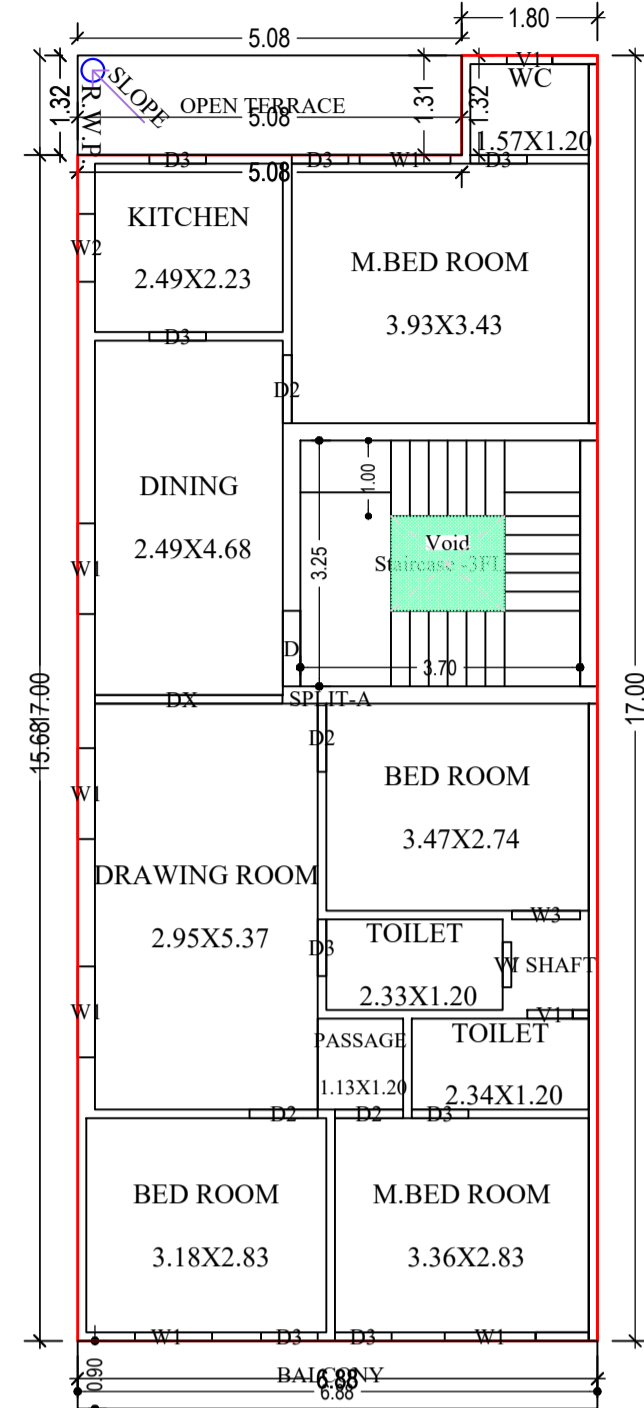 1.80
5.08
V1
WC
1.32
R.W.P.
SLOPE
OPEN TERRACE
5.08
1.31
1.32
1.57X1.20
D3
D3
W1
D3
5.08
KITCHEN
2.49X2.23
W2
M.BED ROOM
3.93X3.43
D3
D2
DINING
2.49X4.68
W1
1.00
3.25
Void
Staircase -3FL
D
3.70
15.68
17.00
17.00
DX
SPLIT-A
D2
W1
BED ROOM
3.47X2.74
DRAWING ROOM
2.95X5.37
W3
D3
TOILET
2.33X1.20
SHAFT
W1
V1
PASSAGE
1.13X1.20
TOILET
2.34X1.20
D2
D2
D3
BED ROOM
3.18X2.83
M.BED ROOM
3.36X2.83
W1
D3
D3
W1
0.90
BALCONY
6.88
6.88